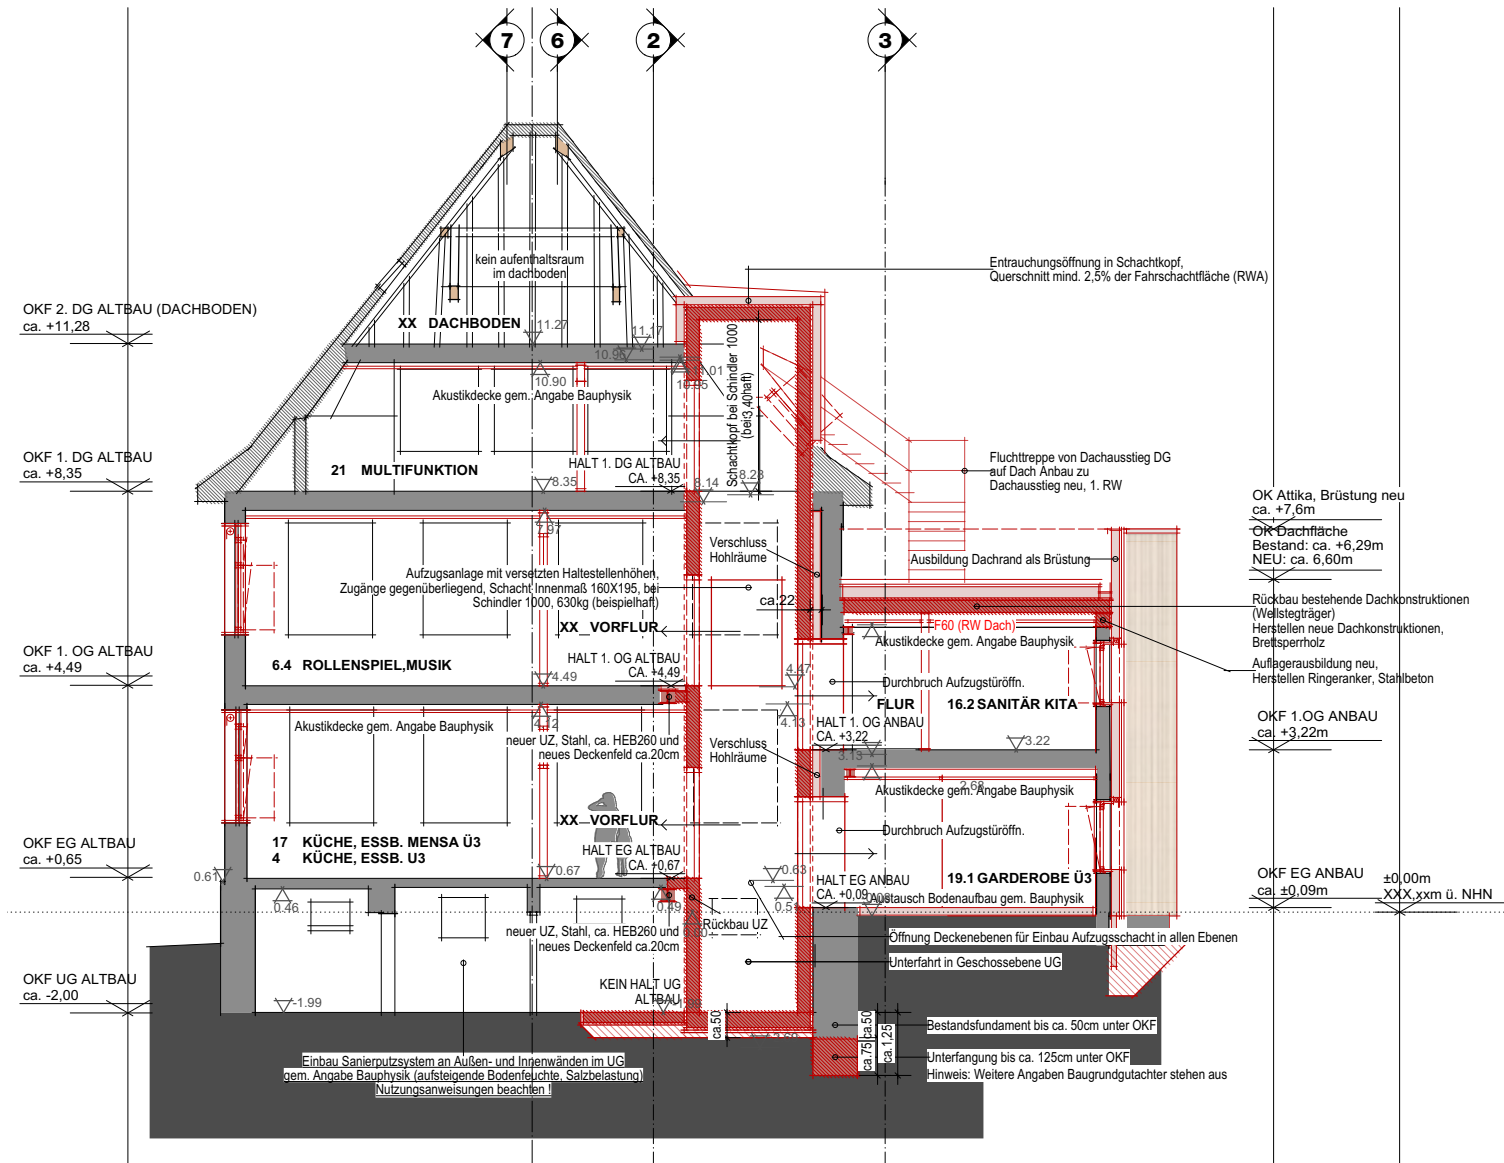 7
6
2
3
Entrauchungsöffnung in Schachtkopf,
Querschnitt mind. 2,5% der Fahrschachtfläche (RWA)
kein aufenthaltsraum
im dachboden
OKF 2. DG ALTBAU (DACHBODEN)
ca. +11,28
XX DACHBODEN
11.27
11.17
10.96
11.01
10.90
Akustikdecke gem. Angabe Bauphysik
Schachtkopf bei Schindler 1000
OKF 1. DG ALTBAU
ca. +8,35
21 MULTIFUNKTION
HALT 1. DG ALTBAU
CA. +8,35
8.35
8.14
8.28
Fluchttreppe von Dachausstieg DG
auf Dach Anbau zu
Dachausstieg neu, 1. RW
OK Attika, Brüstung neu
ca. +7,6m
OK Dachfläche
Bestand: ca. +6,29m
NEU: ca. 6,60m
7.97
Verschluss
Hohlräume
Ausbildung Dachrand als Brüstung
Aufzugsanlage mit versetzten Haltestellenhöhen,
Zugänge gegenüberliegend, Schacht Innenmaß 160X195, bei
Schindler 1000, 630kg (beispielhaft)
ca,22
Rückbau bestehende Dachkonstruktionen
(Wellstegträger)
Herstellen neue Dachkonstruktionen,
Brettsperrholz
XX VORFLUR
F60 (RW Dach)
Akustikdecke gem. Angabe Bauphysik
OKF 1. OG ALTBAU
ca. +4,49
6.4 ROLLENSPIEL,MUSIK
HALT 1. OG ALTBAU
CA. +4,49
4.49
4.47
Durchbruch Aufzugstüröffn.
Auflagerausbildung neu,
Herstellen Ringeranker, Stahlbeton
FLUR
16.2 SANITÄR KITA
4.12
4.13
HALT 1. OG ANBAU
CA. +3,22
3.22
3.13
OKF 1.OG ANBAU
ca. +3,22m
Akustikdecke gem. Angabe Bauphysik
neuer UZ, Stahl, ca. HEB260 und
neues Deckenfeld ca.20cm
Verschluss
Hohlräume
2.68
Akustikdecke gem. Angabe Bauphysik
XX VORFLUR
Durchbruch Aufzugstüröffn.
OKF EG ALTBAU
ca. +0,65
17 KÜCHE, ESSB. MENSA Ü3
4 KÜCHE, ESSB. U3
HALT EG ALTBAU
CA. +0,67
0.61
0.67
0.63
HALT EG ANBAU
CA. +0,09
19.1 GARDEROBE Ü3
Austausch Bodenaufbau gem. Bauphysik
OKF EG ANBAU
ca. ±0,09m
±0,00m
XXX,xxm ü. NHN
0.46
0.49
0.51
Rückbau UZ
neuer UZ, Stahl, ca. HEB260 und
neues Deckenfeld ca.20cm
Öffnung Deckenebenen für Einbau Aufzugsschacht in allen Ebenen
Unterfahrt in Geschossebene UG
OKF UG ALTBAU
ca. -2,00
-1.99
KEIN HALT UG
ALTBAU
ca.50
ca.50
ca.75
ca.1,25
Bestandsfundament bis ca. 50cm unter OKF
Unterfangung bis ca. 125cm unter OKF
Hinweis: Weitere Angaben Baugrundgutachter stehen aus
Einbau Sanierputzsystem an Außen- und Innenwänden im UG
gem. Angabe Bauphysik (aufsteigende Bodenfeuchte, Salzbelastung)
Nutzungsanweisungen beachten !